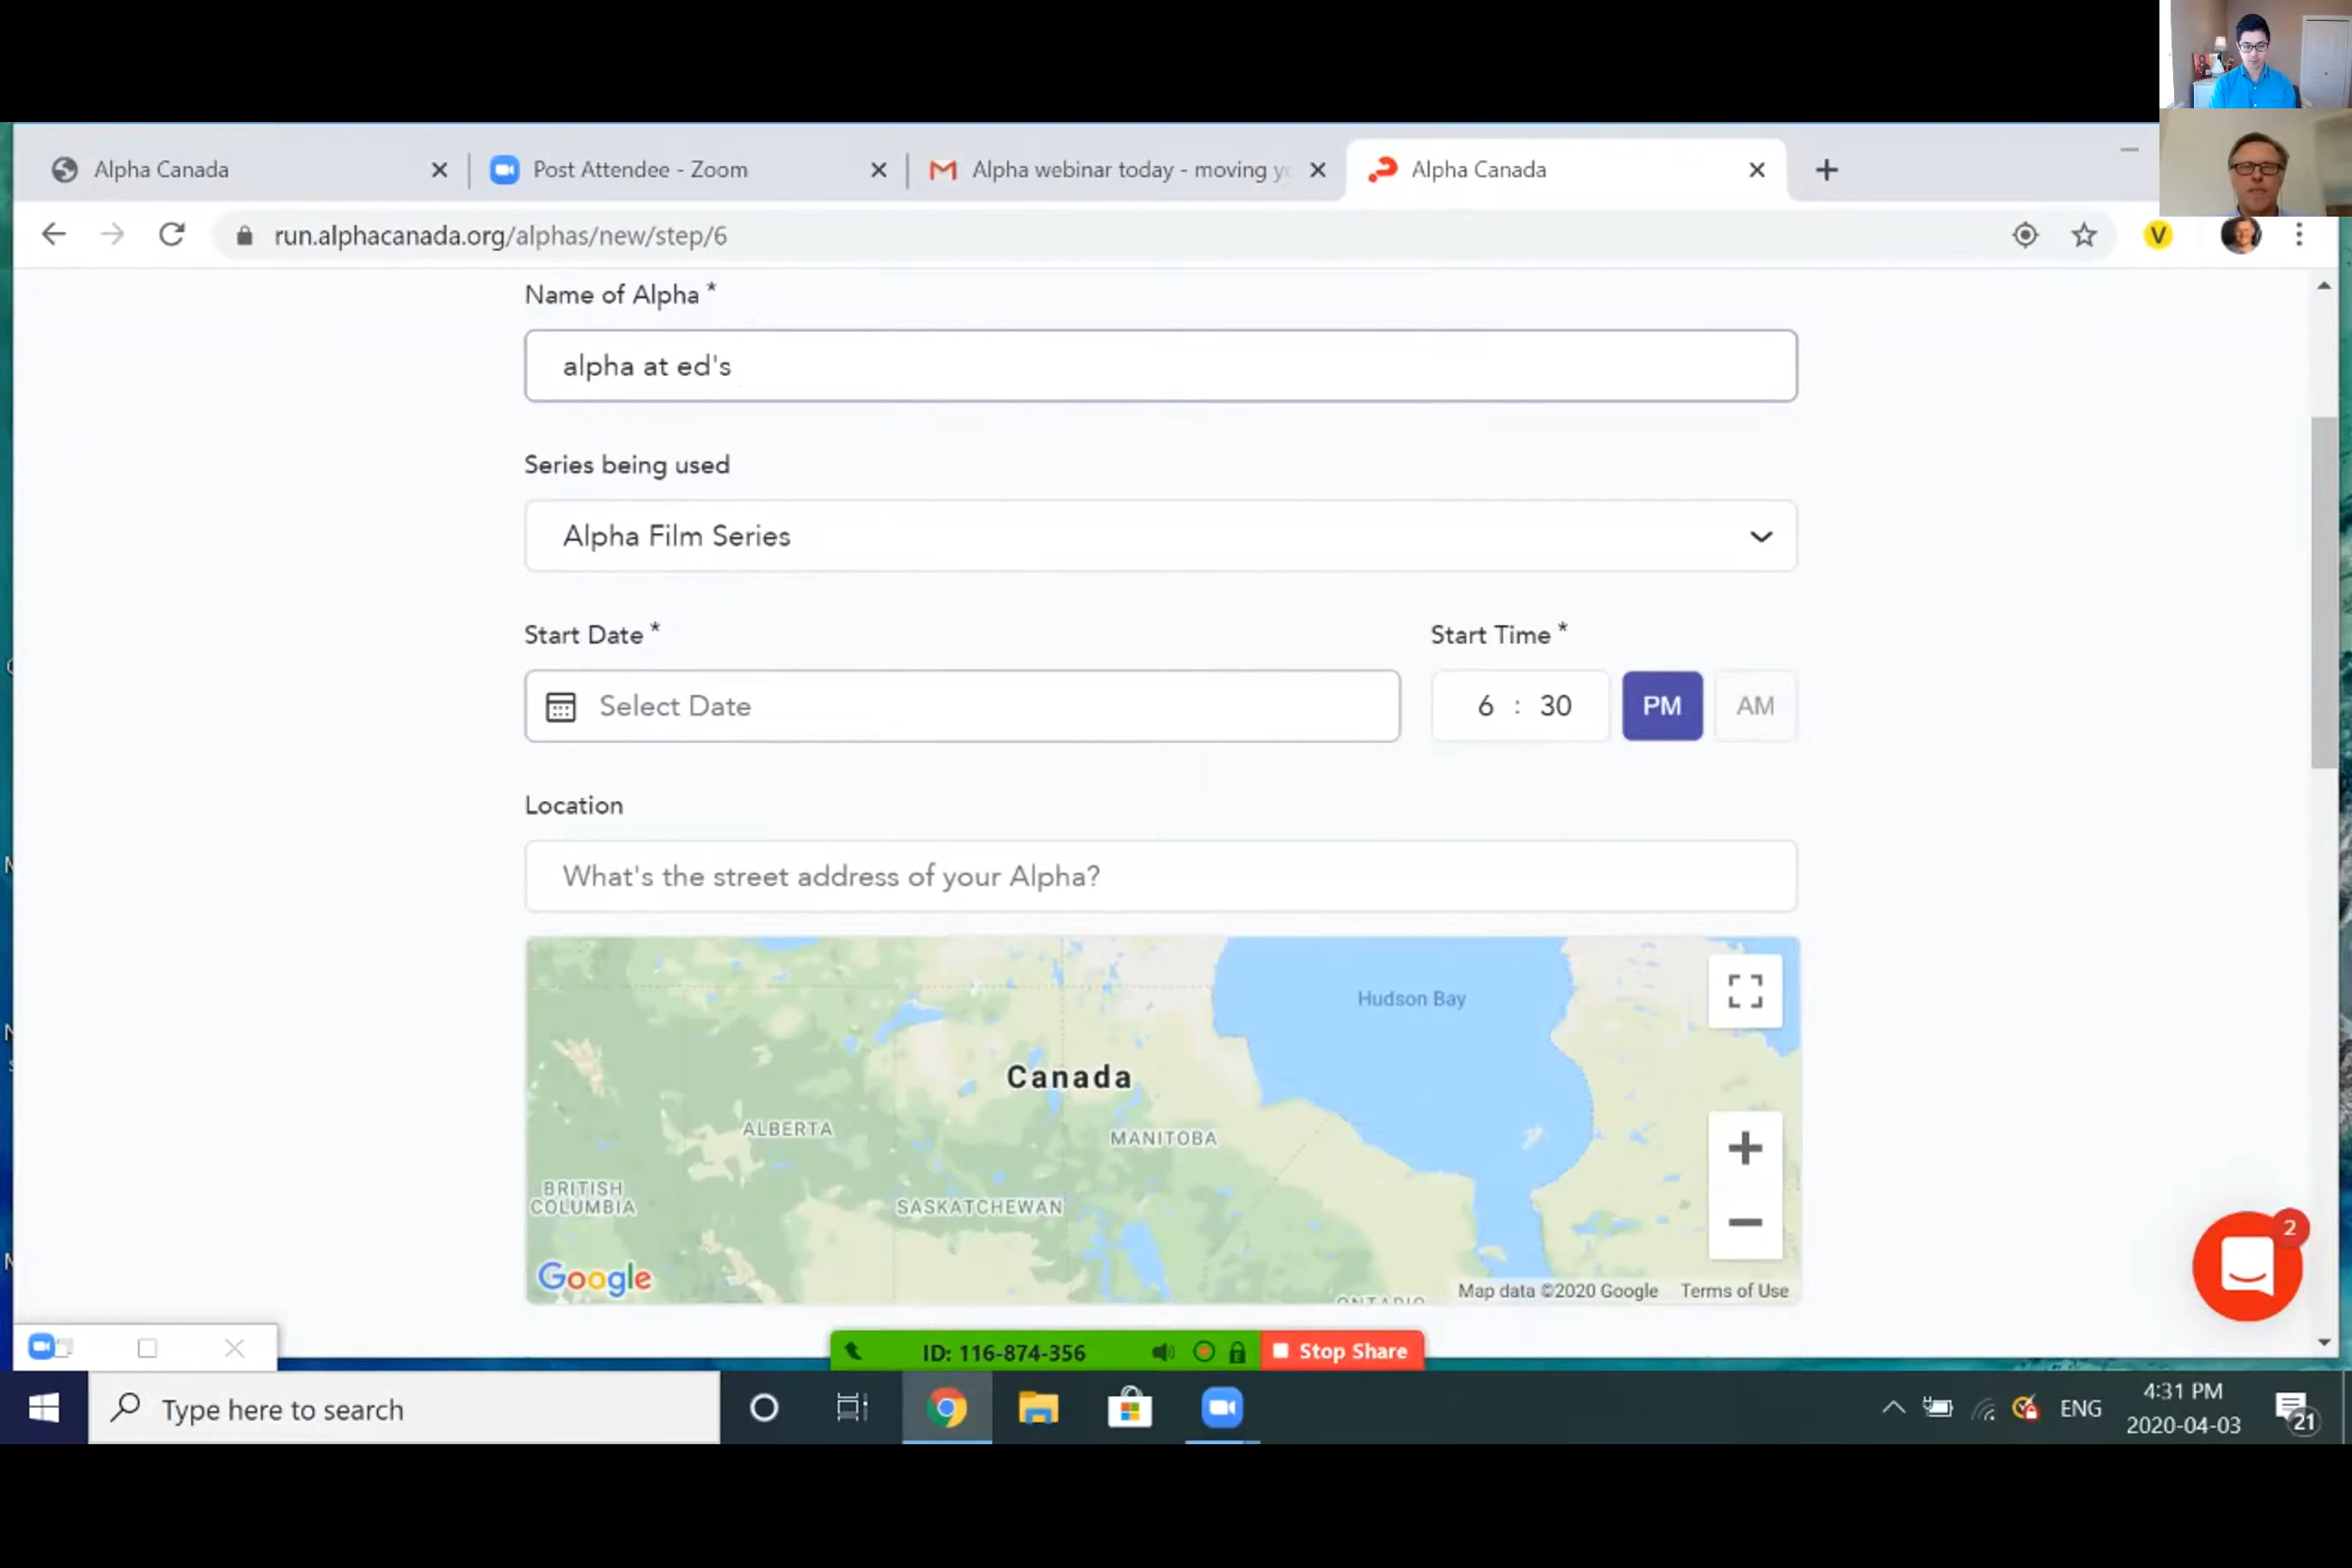 Alpha Canada
Post Attendee - Zoom
Alpha webinar today - moving
Alpha Canada
run.alphacanada.org/alphas/new/step/6
V
Name of Alpha *
alpha at ed's
Series being used
Alpha Film Series
Start Date *
Start Time *
Select Date
6 : 30
PM
AM
Location
What's the street address of your Alpha?
Hudson Bay
Canada
ALBERTA
MANITOBA
BRITISH
COLUMBIA
SASKATCHEWAN
ONTARIO
Google
Map data ©2020 Google
Terms of Use
2
ID: 116-874-356
Stop Share
Type here to search
ENG
4:31 PM
2020-04-03
21